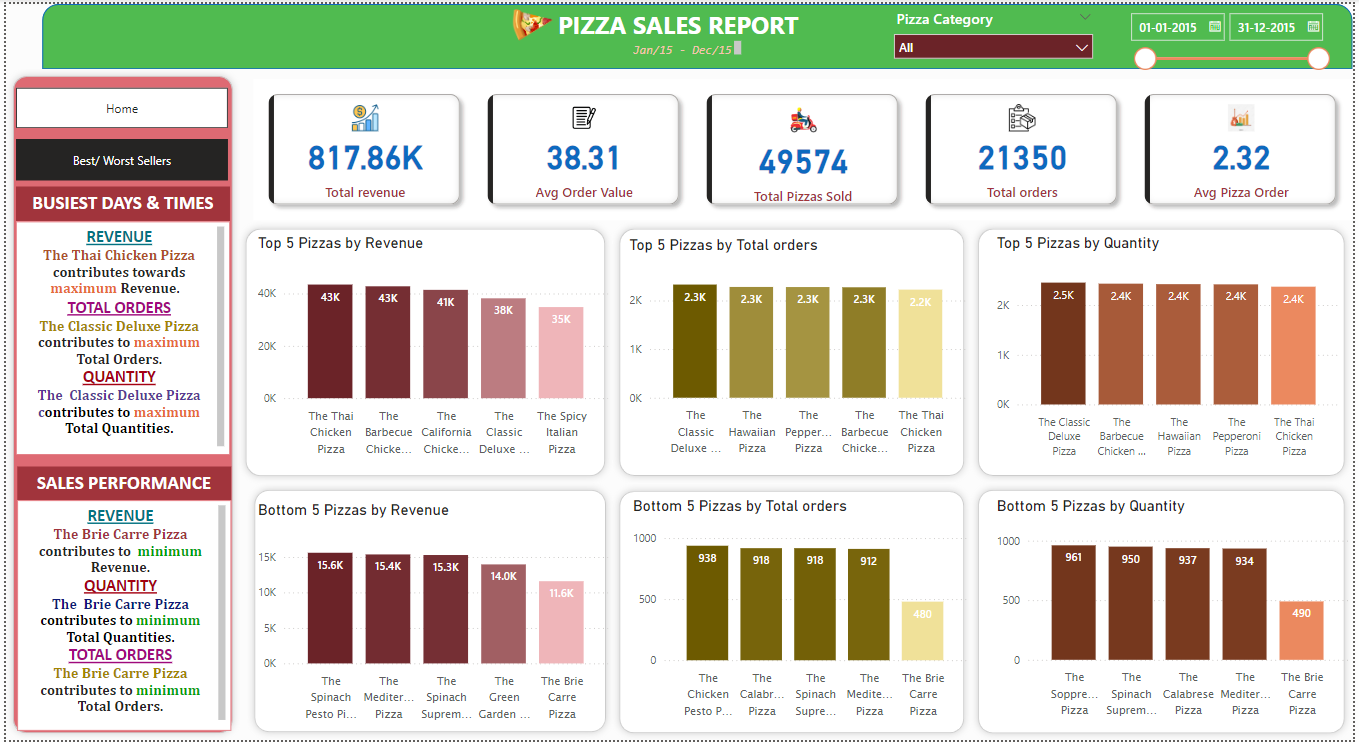 PIZZA SALES REPORT
Jan/15 - Dec/15
Pizza Category
All
01-01-2015
31-12-2015
Home
Best/ Worst Sellers
BUSIEST DAYS & TIMES
REVENUE
The Thai Chicken Pizza
contributes towards
maximum Revenue.
TOTAL ORDERS
The Classic Deluxe Pizza
contributes to maximum
Total Orders.
QUANTITY
The Classic Deluxe Pizza
contributes to maximum
Total Quantities.
SALES PERFORMANCE
REVENUE
The Brie Carre Pizza
contributes to minimum
Revenue.
QUANTITY
The Brie Carre Pizza
contributes to minimum
Total Quantities.
TOTAL ORDERS
The Brie Carre Pizza
contributes to minimum
Total Orders.
817.86K
Total revenue
38.31
Avg Order Value
49574
Total Pizzas Sold
21350
Total orders
2.32
Avg Pizza Order
Top 5 Pizzas by Revenue
40K
20K
0K
43K 43K 41K 38K 35K
The Thai The The The The Spicy
Chicken Barbecue California Classic Italian
Pizza Chicke... Chicke... Deluxe ... Pizza
Top 5 Pizzas by Total orders
2K
1K
0K
2.3K 2.3K 2.3K 2.3K 2.2K
The The The The The Thai
Classic Hawaiian Pepper... Barbecue Chicken
Deluxe ... Pizza Pizza Chicke... Pizza
Top 5 Pizzas by Quantity
2K
1K
0K
2.5K 2.4K 2.4K 2.4K 2.4K
The Classic The The The The Thai
Deluxe Barbecue Hawaiian Pepperoni Chicken
Pizza Chicken ... Pizza Pizza Pizza
Bottom 5 Pizzas by Revenue
15K
10K
5K
0K
15.6K 15.4K 15.3K 14.0K 11.6K
The The The The The Brie
Spinach Mediter... Spinach Green Carre
Pesto Pi... Pizza Suprem... Garden ... Pizza
Bottom 5 Pizzas by Total orders
1000
500
0
938 918 918 912 480
The The The The The Brie
Chicken Calabr... Spinach Medite... Carre
Pesto P... Pizza Supre... Pizza Pizza
Bottom 5 Pizzas by Quantity
1000
500
0
961 950 937 934 490
The The The The The Brie
Soppre... Spinach Calabrese Mediter... Carre
Pizza Suprem... Pizza Pizza Pizza